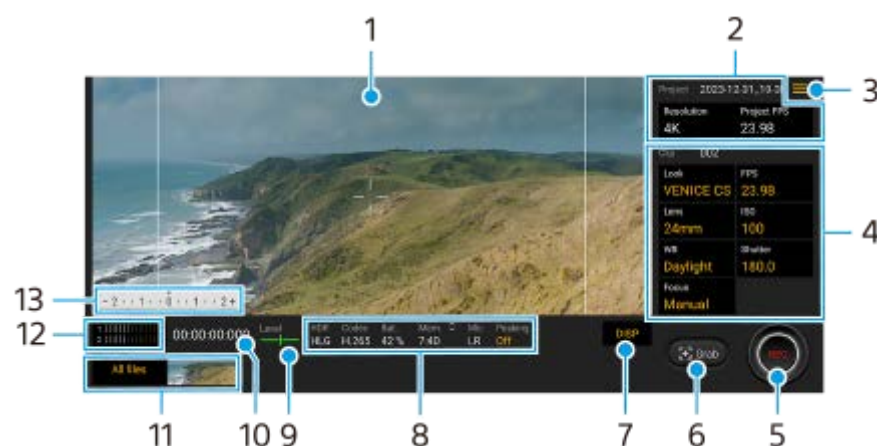 1
2
Project 2023-12-31_10-3
3
Resolution Project FPS
4K 23.98
Clip 002
Look FPS
VENICE CS 23.98
Lens ISO
24mm 100
4
WB Shutter
Daylight 180.0
Focus
Manual
13
-2 · · 1 · · 0 · · 1 · · 2+
12
00:00:00:000
Level
HDR Codec Bat. Mem. Mic Peaking
HLG H.265 42% 7:40 LR Off
DISP
Grab
REC
All files
11 10 9 8 7 6 5